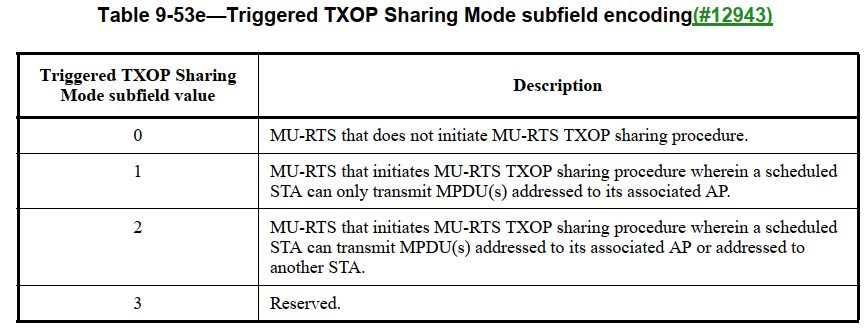 Table 9-53e—Triggered TXOP Sharing Mode subfield encoding(#12943)
Triggered TXOP Sharing
Mode subfield value
Description
0
MU-RTS that does not initiate MU-RTS TXOP sharing procedure.
1
MU-RTS that initiates MU-RTS TXOP sharing procedure wherein a scheduled
STA can only transmit MPDU(s) addressed to its associated AP.
2
MU-RTS that initiates MU-RTS TXOP sharing procedure wherein a scheduled
STA can transmit MPDU(s) addressed to its associated AP or addressed to
another STA.
3
Reserved.